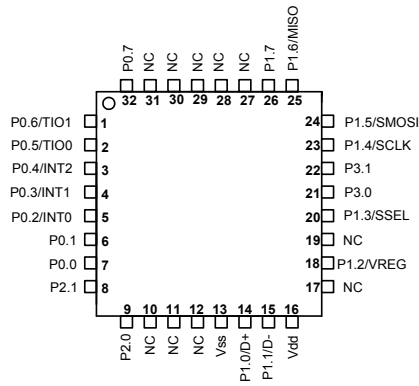 P0.7
NC
NC
NC
NC
NC
P1.7
P1.6/MISO
32
31
30
29
28
27
26
25
P0.6/TIO1 1
P0.5/TIO0 2
P0.4/INT2 3
P0.3/INT1 4
P0.2/INT0 5
P0.1 6
P0.0 7
P2.1 8
24 P1.5/SMOSI
23 P1.4/SCLK
22 P3.1
21 P3.0
20 P1.3/SSEL
19 NC
18 P1.2/VREG
17 NC
9
10
11
12
13
14
15
16
P2.0
NC
NC
NC
Vss
P1.0/D+
P1.1/D-
Vdd